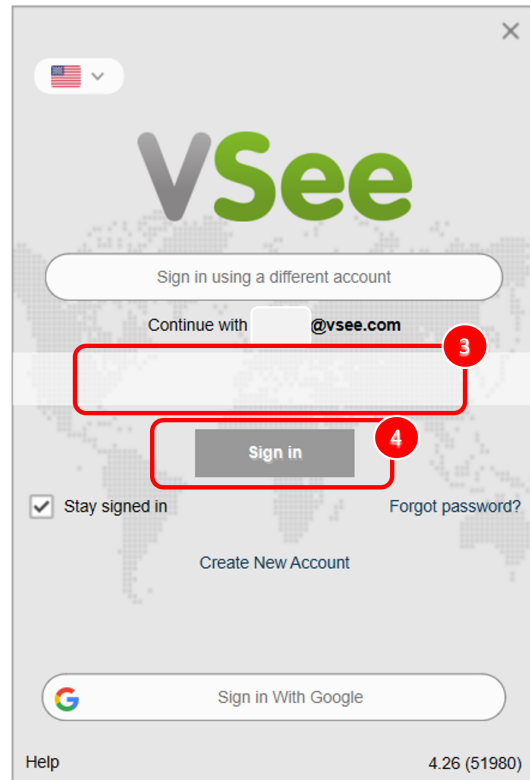 VSee
Sign in using a different account
Continue with @vsee.com
3
4
Sign in
Stay signed in
Forgot password?
Create New Account
Sign in With Google
Help
4.26 (51980)